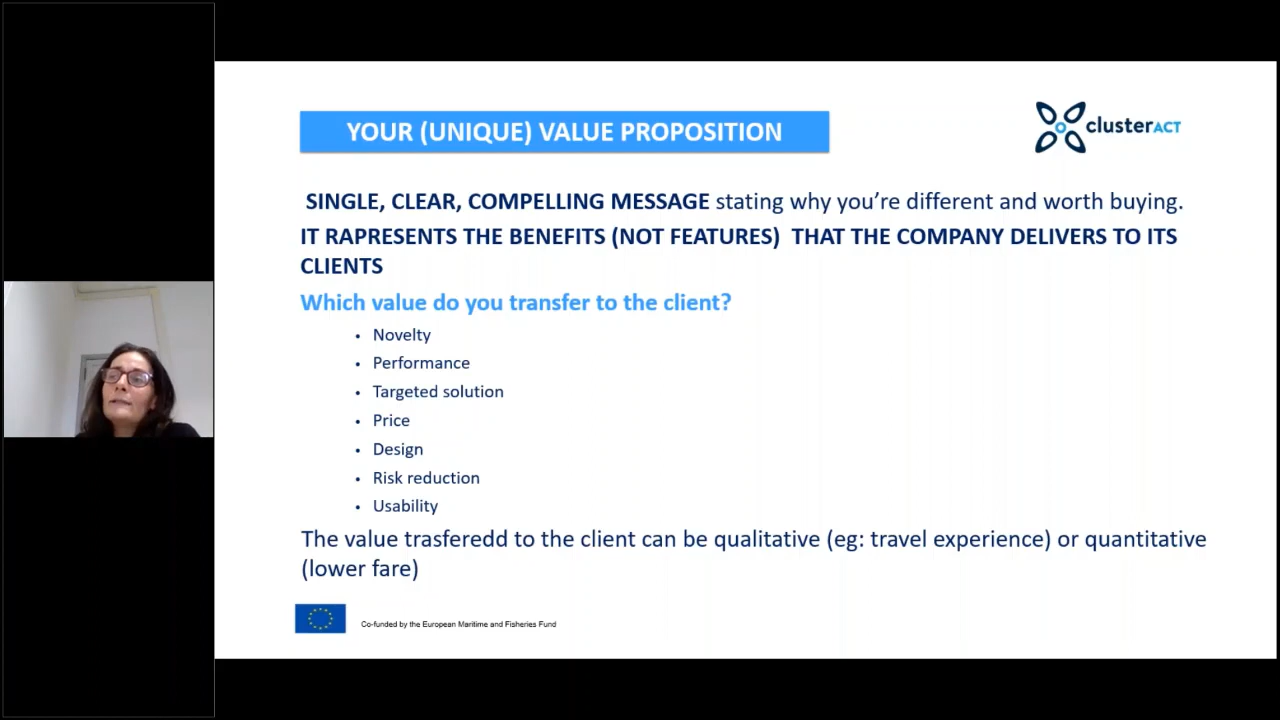 YOUR (UNIQUE) VALUE PROPOSITION
clusterACT
SINGLE, CLEAR, COMPELLING MESSAGE stating why you’re different and worth buying.
IT RAPRESENTS THE BENEFITS (NOT FEATURES) THAT THE COMPANY DELIVERS TO ITS
CLIENTS
Which value do you transfer to the client?
• Novelty
• Performance
• Targeted solution
• Price
• Design
• Risk reduction
• Usability
The value trasferedd to the client can be qualitative (eg: travel experience) or quantitative
(lower fare)
Co-funded by the European Maritime and Fisheries Fund